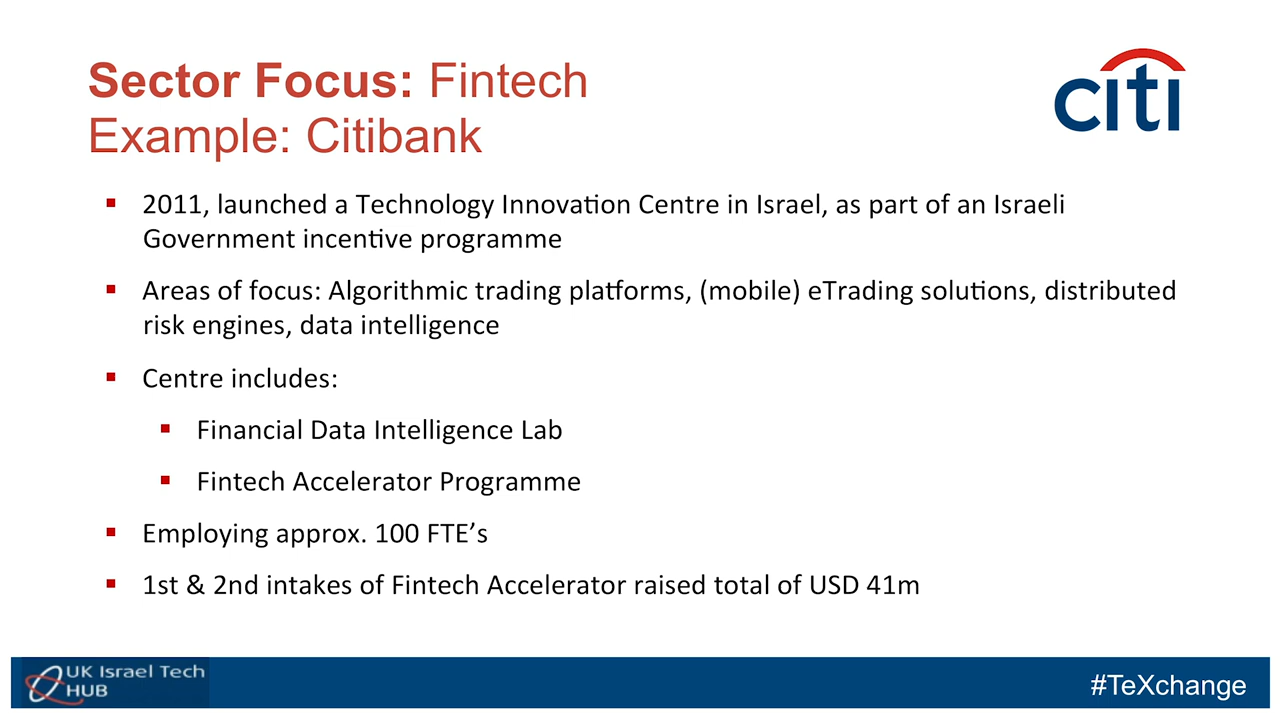 Sector Focus: Fintech
Example: Citibank
citi
▪ 2011, launched a Technology Innovation Centre in Israel, as part of an Israeli
Government incentive programme
▪ Areas of focus: Algorithmic trading platforms, (mobile) eTrading solutions, distributed
risk engines, data intelligence
▪ Centre includes:
▪ Financial Data Intelligence Lab
▪ Fintech Accelerator Programme
▪ Employing approx. 100 FTE’s
▪ 1st & 2nd intakes of Fintech Accelerator raised total of USD 41m
UK Israel Tech
HUB
#TeXchange